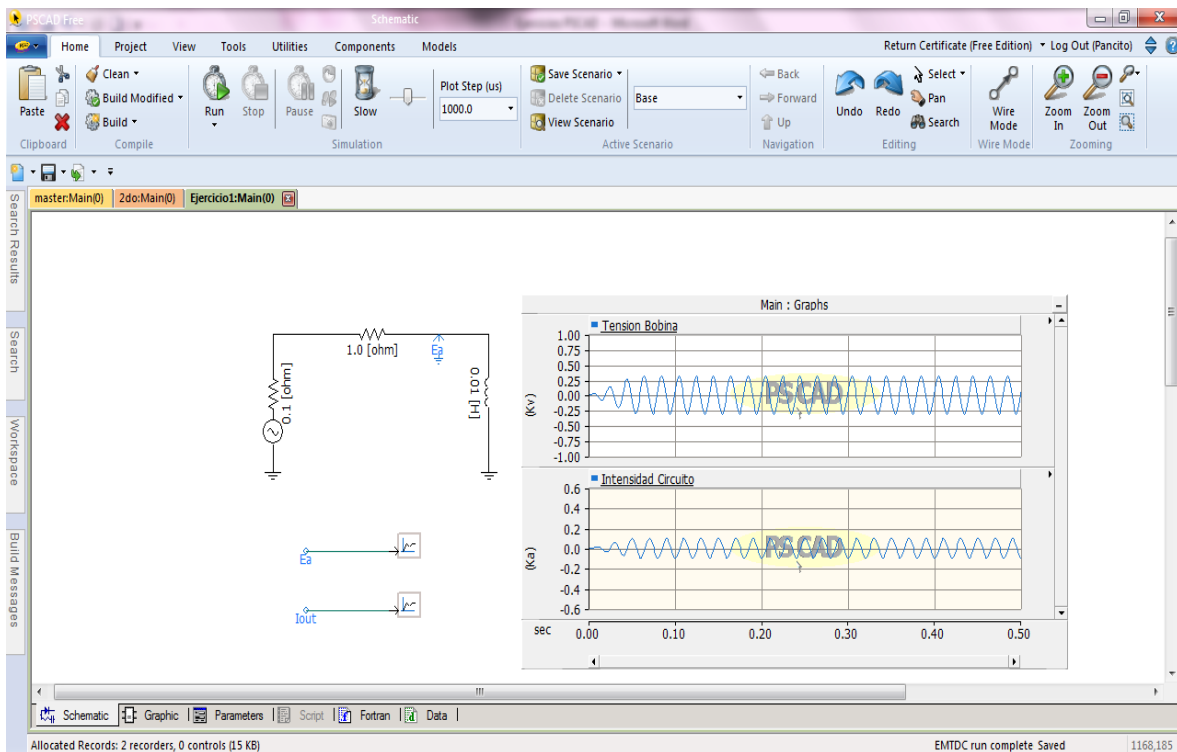 PSCAD Free
Schematic
Home Project View Tools Utilities Components Models
Return Certificate (Free Edition) Log Out (Pancito)
Paste
Clean
Build Modified
Build
Run Stop Pause Slow
Plot Step (us)
1000.0
Save Scenario
Delete Scenario
View Scenario
Base
Back
Forward
Up
Undo Redo
Select
Pan
Search
Wire Mode
Zoom In
Zoom Out
Clipboard Compile Simulation Active Scenario Navigation Editing Wire Mode Zooming
master:Main(0) 2do:Main(0) Ejercicio1:Main(0)
Search Results
Search
Workspace
Build Messages
1.0 [ohm]
Ea
0.1 [ohm]
0.01 [H]
Ea
Iout
Main : Graphs
Tension Bobina
(Kv)
1.00
0.75
0.50
0.25
0.00
-0.25
-0.50
-0.75
-1.00
PSCAD
Intensidad Circuito
(Ka)
0.6
0.4
0.2
0.0
-0.2
-0.4
-0.6
PSCAD
sec 0.00 0.10 0.20 0.30 0.40 0.50
Schematic Graphic Parameters Script Fortran Data
Allocated Records: 2 recorders, 0 controls (15 KB)
EMTDC run complete Saved 1168,185